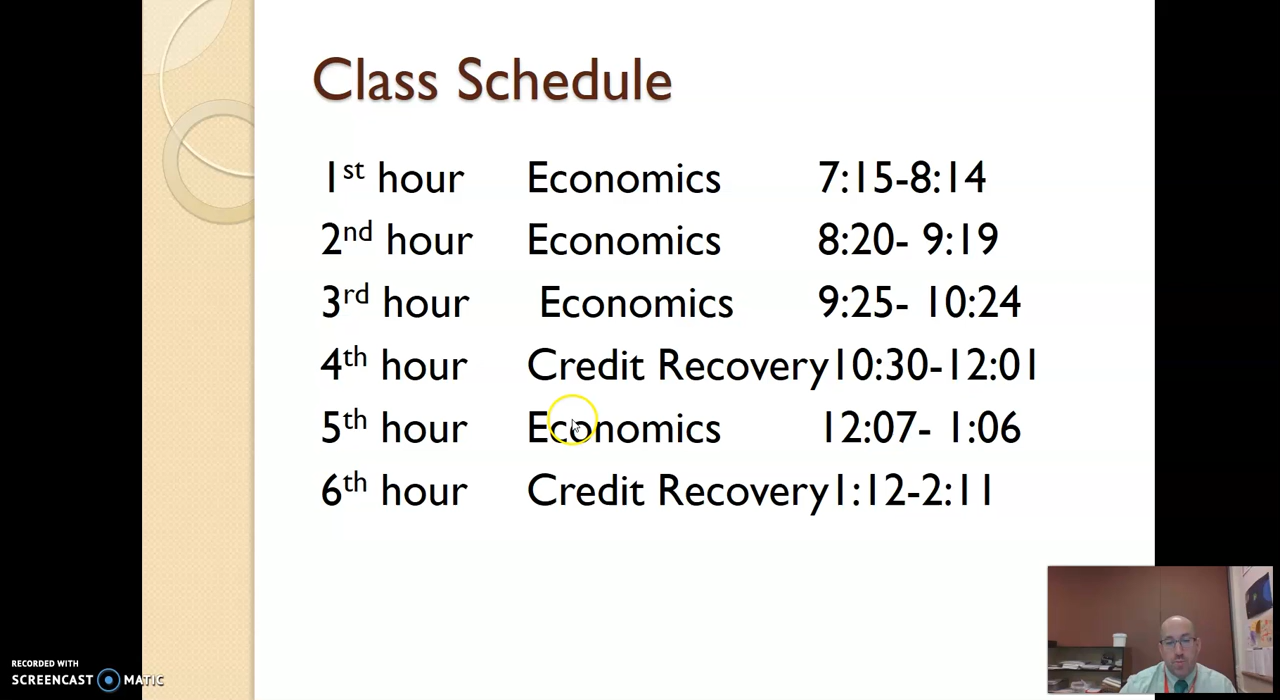 Class Schedule
1st hour Economics 7:15-8:14
2nd hour Economics 8:20- 9:19
3rd hour Economics 9:25- 10:24
4th hour Credit Recovery10:30-12:01
5th hour Economics 12:07- 1:06
6th hour Credit Recovery1:12-2:11
RECORDED WITH
SCREENCAST MATIC